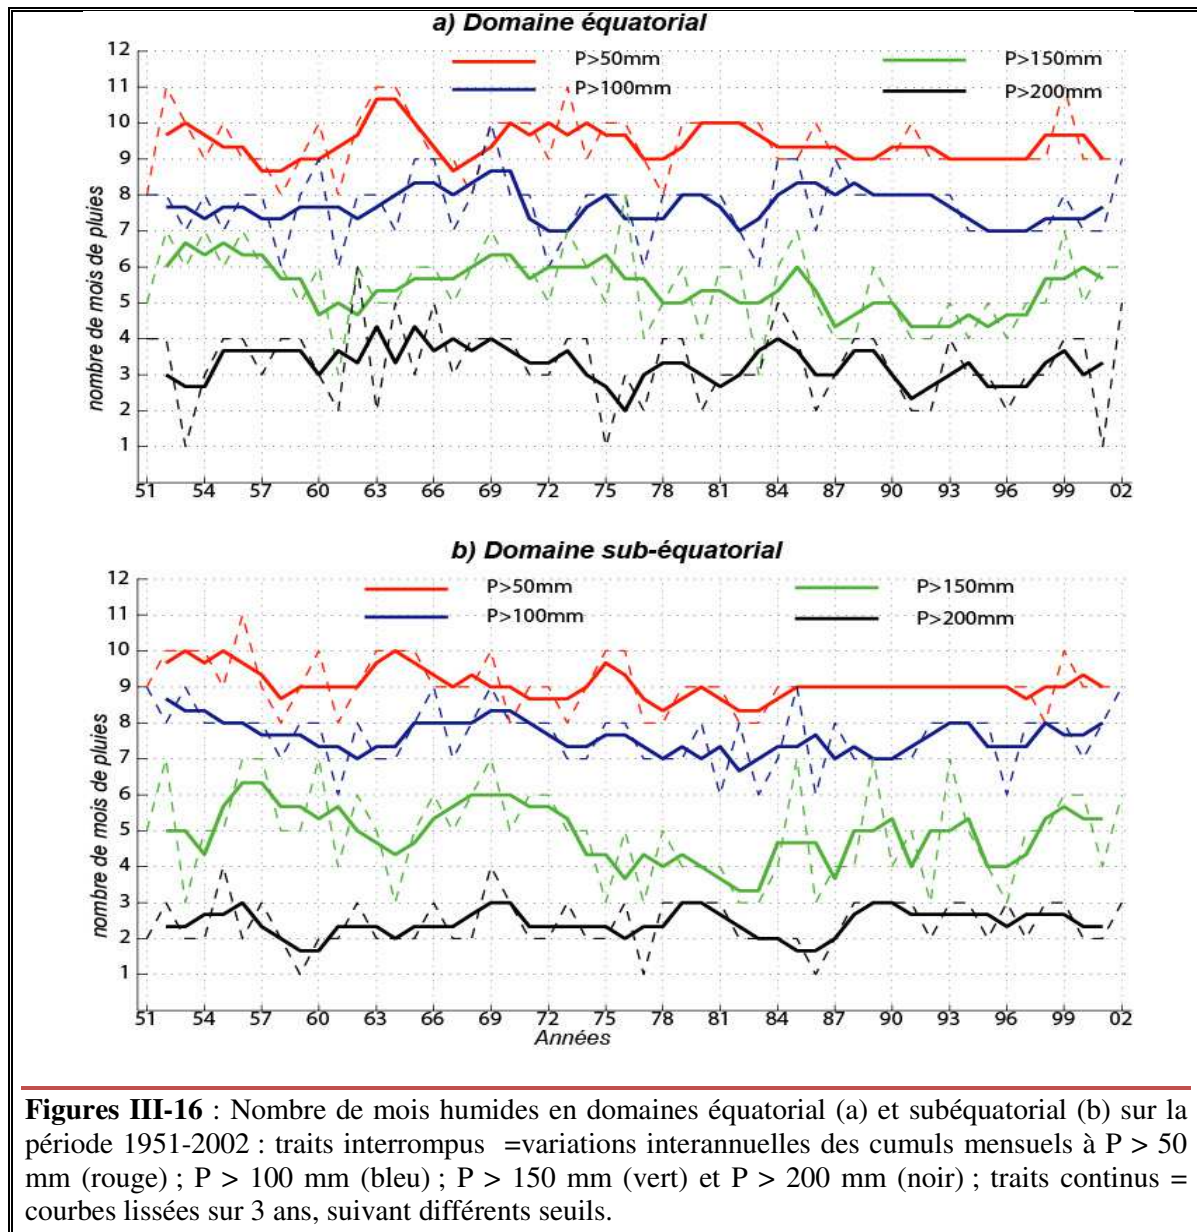 a) Domaine équatorial
12
11
10
9
8
7
6
5
4
3
2
1
nombre de mois de pluies
P>50mm
P>100mm
P>150mm
P>200mm
51 54 57 60 63 66 69 72 75 78 81 84 87 90 93 96 99 02
b) Domaine sub-équatorial
12
11
10
9
8
7
6
5
4
3
2
1
nombre de mois de pluies
P>50mm
P>100mm
P>150mm
P>200mm
51 54 57 60 63 66 69 72 75 78 81 84 87 90 93 96 99 02
Années
Figures III-16 : Nombre de mois humides en domaines équatorial (a) et subéquatorial (b) sur la
période 1951-2002 : traits interrompus =variations interannuelles des cumuls mensuels à P > 50
mm (rouge) ; P > 100 mm (bleu) ; P > 150 mm (vert) et P > 200 mm (noir) ; traits continus =
courbes lissées sur 3 ans, suivant différents seuils.